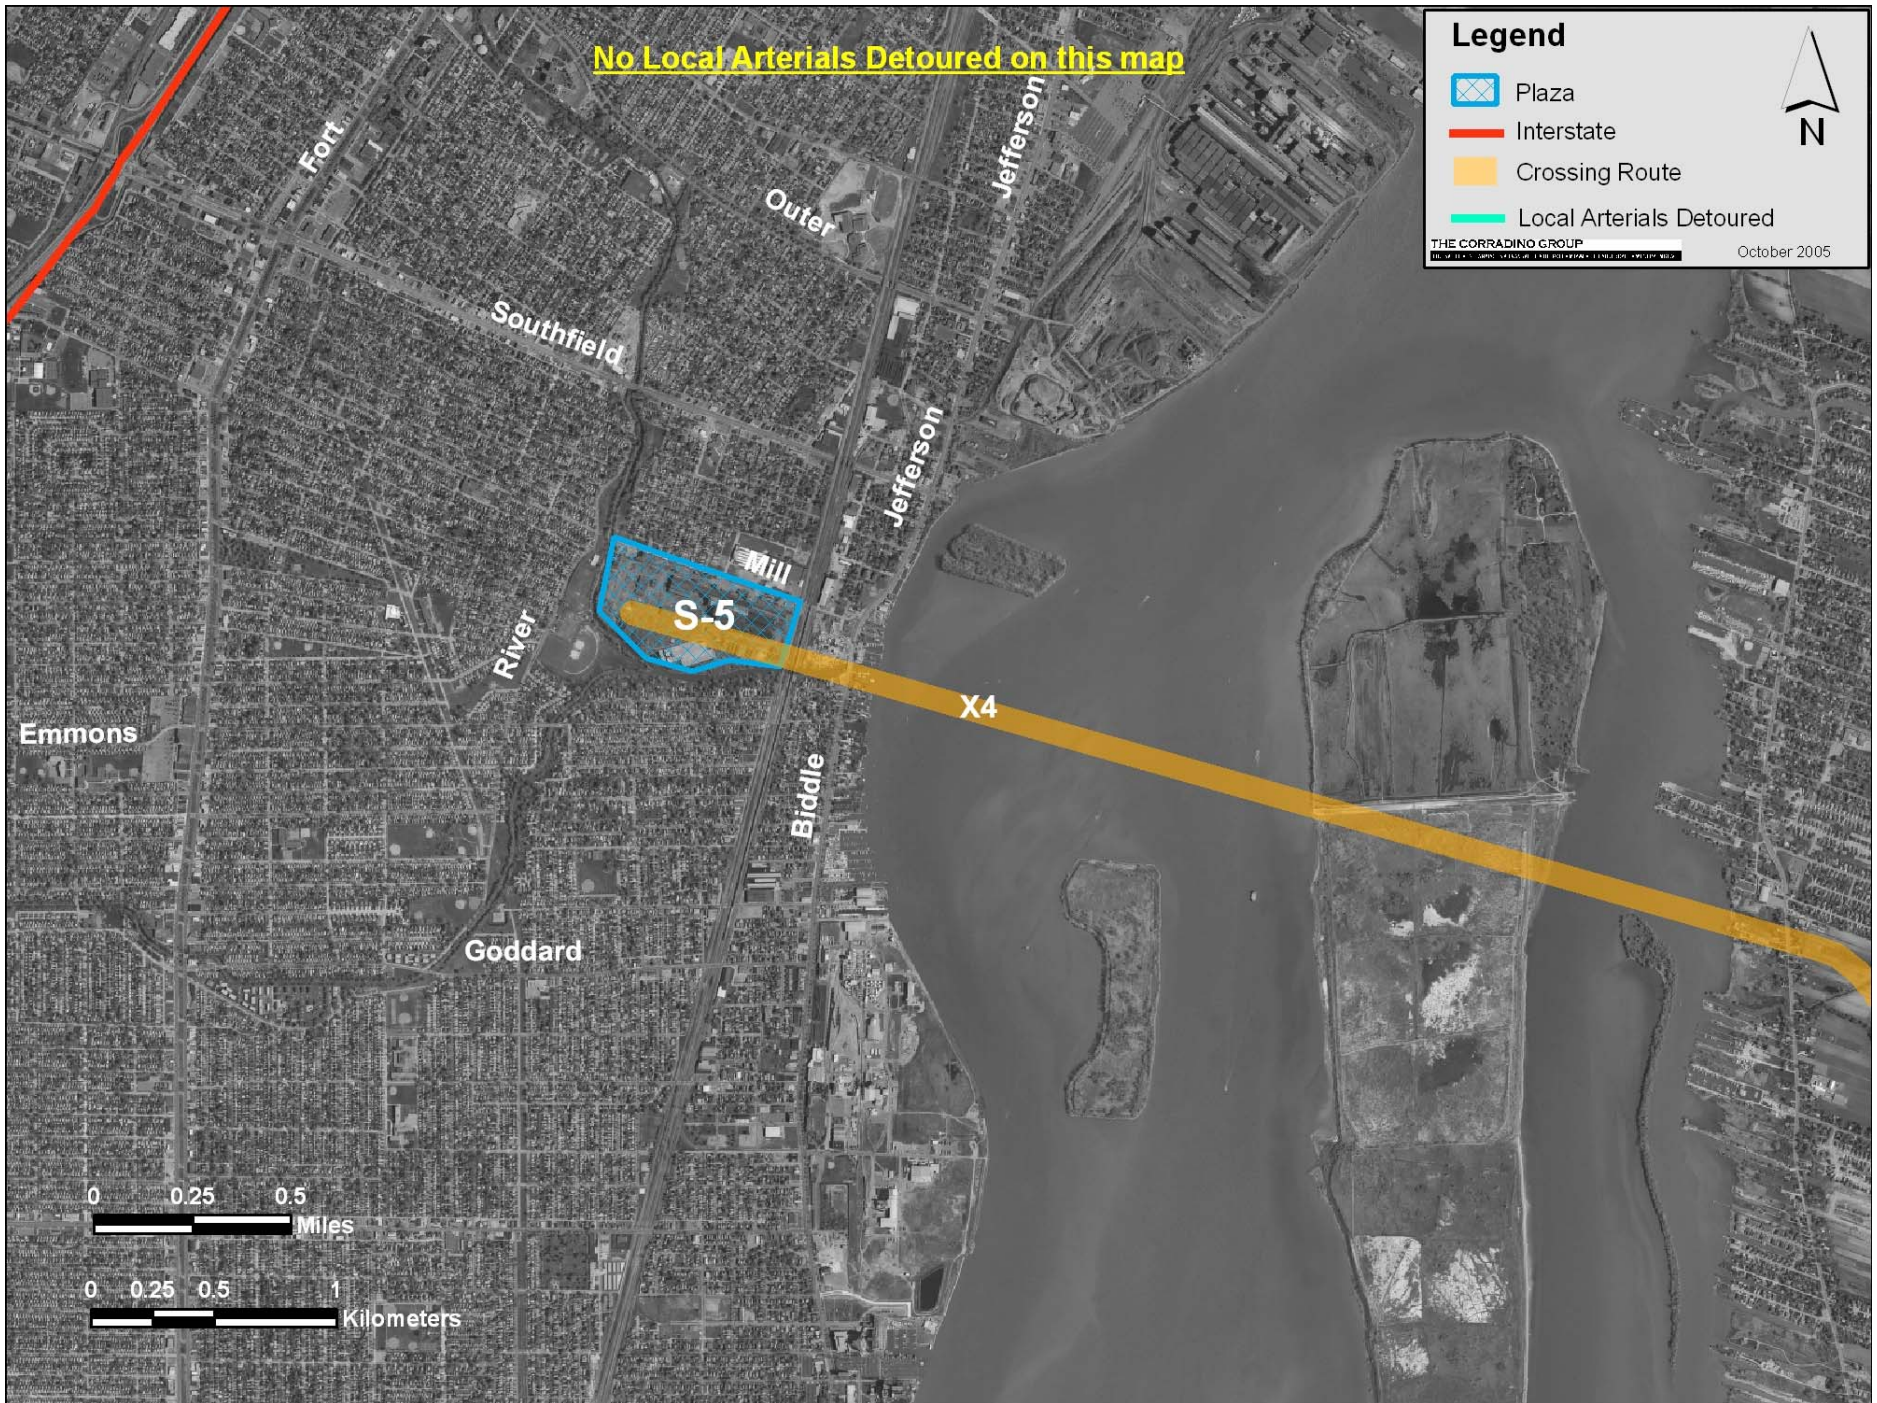 No Local Arterials Detoured on this map
Legend
Plaza
Interstate
Crossing Route
Local Arterials Detoured
N
THE CORRADINO GROUP
October 2005
Jefferson
Fort
Outer
Southfield
Jefferson
Mill
S-5
River
X4
Emmons
Biddle
Goddard
0 0.25 0.5
Miles
0 0.25 0.5 1
Kilometers